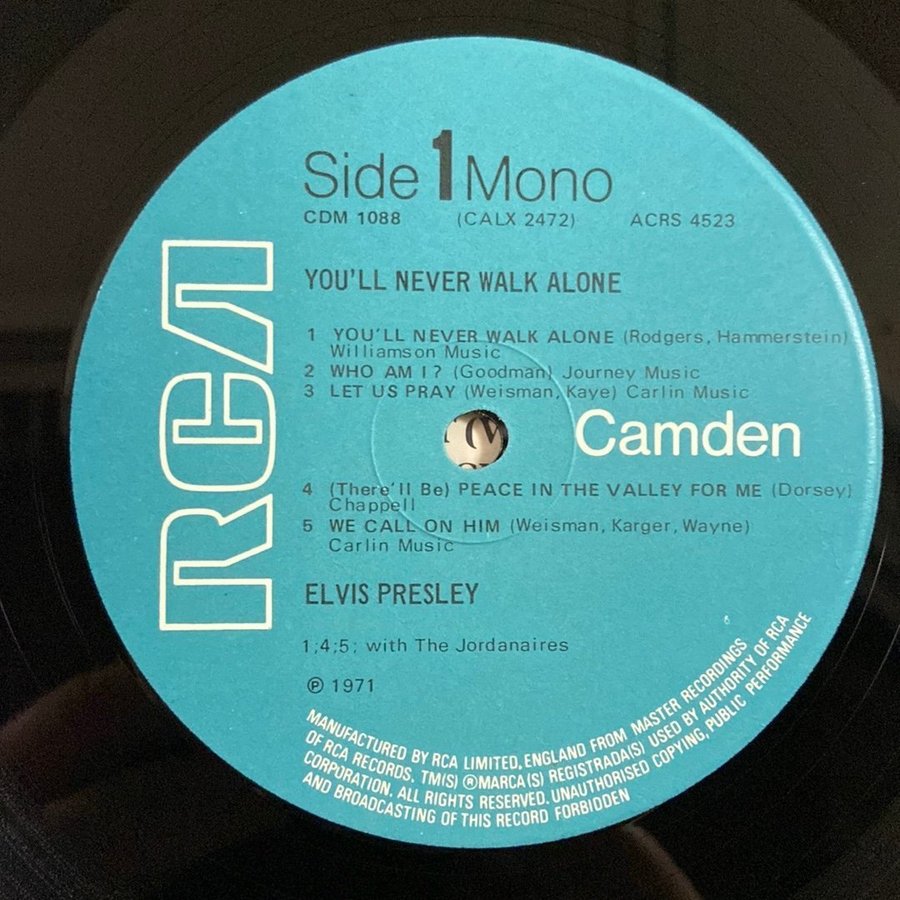 Side 1 Mono
CDM 1088 (CALX 2472) ACRS 4523
YOU'LL NEVER WALK ALONE
1 YOU'LL NEVER WALK ALONE (Rodgers, Hammerstein)
Williamson Music
2 WHO AM I? (Goodman) Journey Music
3 LET US PRAY (Weisman, Kaye) Carlin Music
RCA
Camden
4 (There'll Be) PEACE IN THE VALLEY FOR ME (Dorsey)
Chappell
5 WE CALL ON HIM (Weisman, Karger, Wayne)
Carlin Music
ELVIS PRESLEY
1;4;5; with The Jordanaires
℗ 1971
MANUFACTURED BY RCA LIMITED, ENGLAND FROM MASTER RECORDINGS
OF RCA RECORDS. TM(S) ®MARCA(S) REGISTRADA(S) USED BY AUTHORITY OF RCA
CORPORATION. ALL RIGHTS RESERVED. UNAUTHORISED COPYING, PUBLIC PERFORMANCE
AND BROADCASTING OF THIS RECORD FORBIDDEN